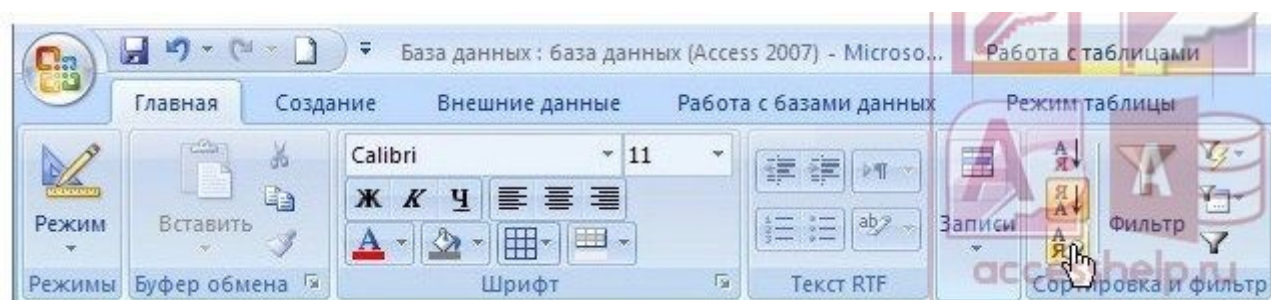 База данных : база данных (Access 2007) - Microso... Работа с таблицами
Главная Создание Внешние данные Работа с базами данных Режим таблицы
Calibri 11
Ж К Ч
Режим Вставить Записи Фильтр
Режимы Буфер обмена Шрифт Текст RTF Сортировка и фильтр
accesshelp.ru